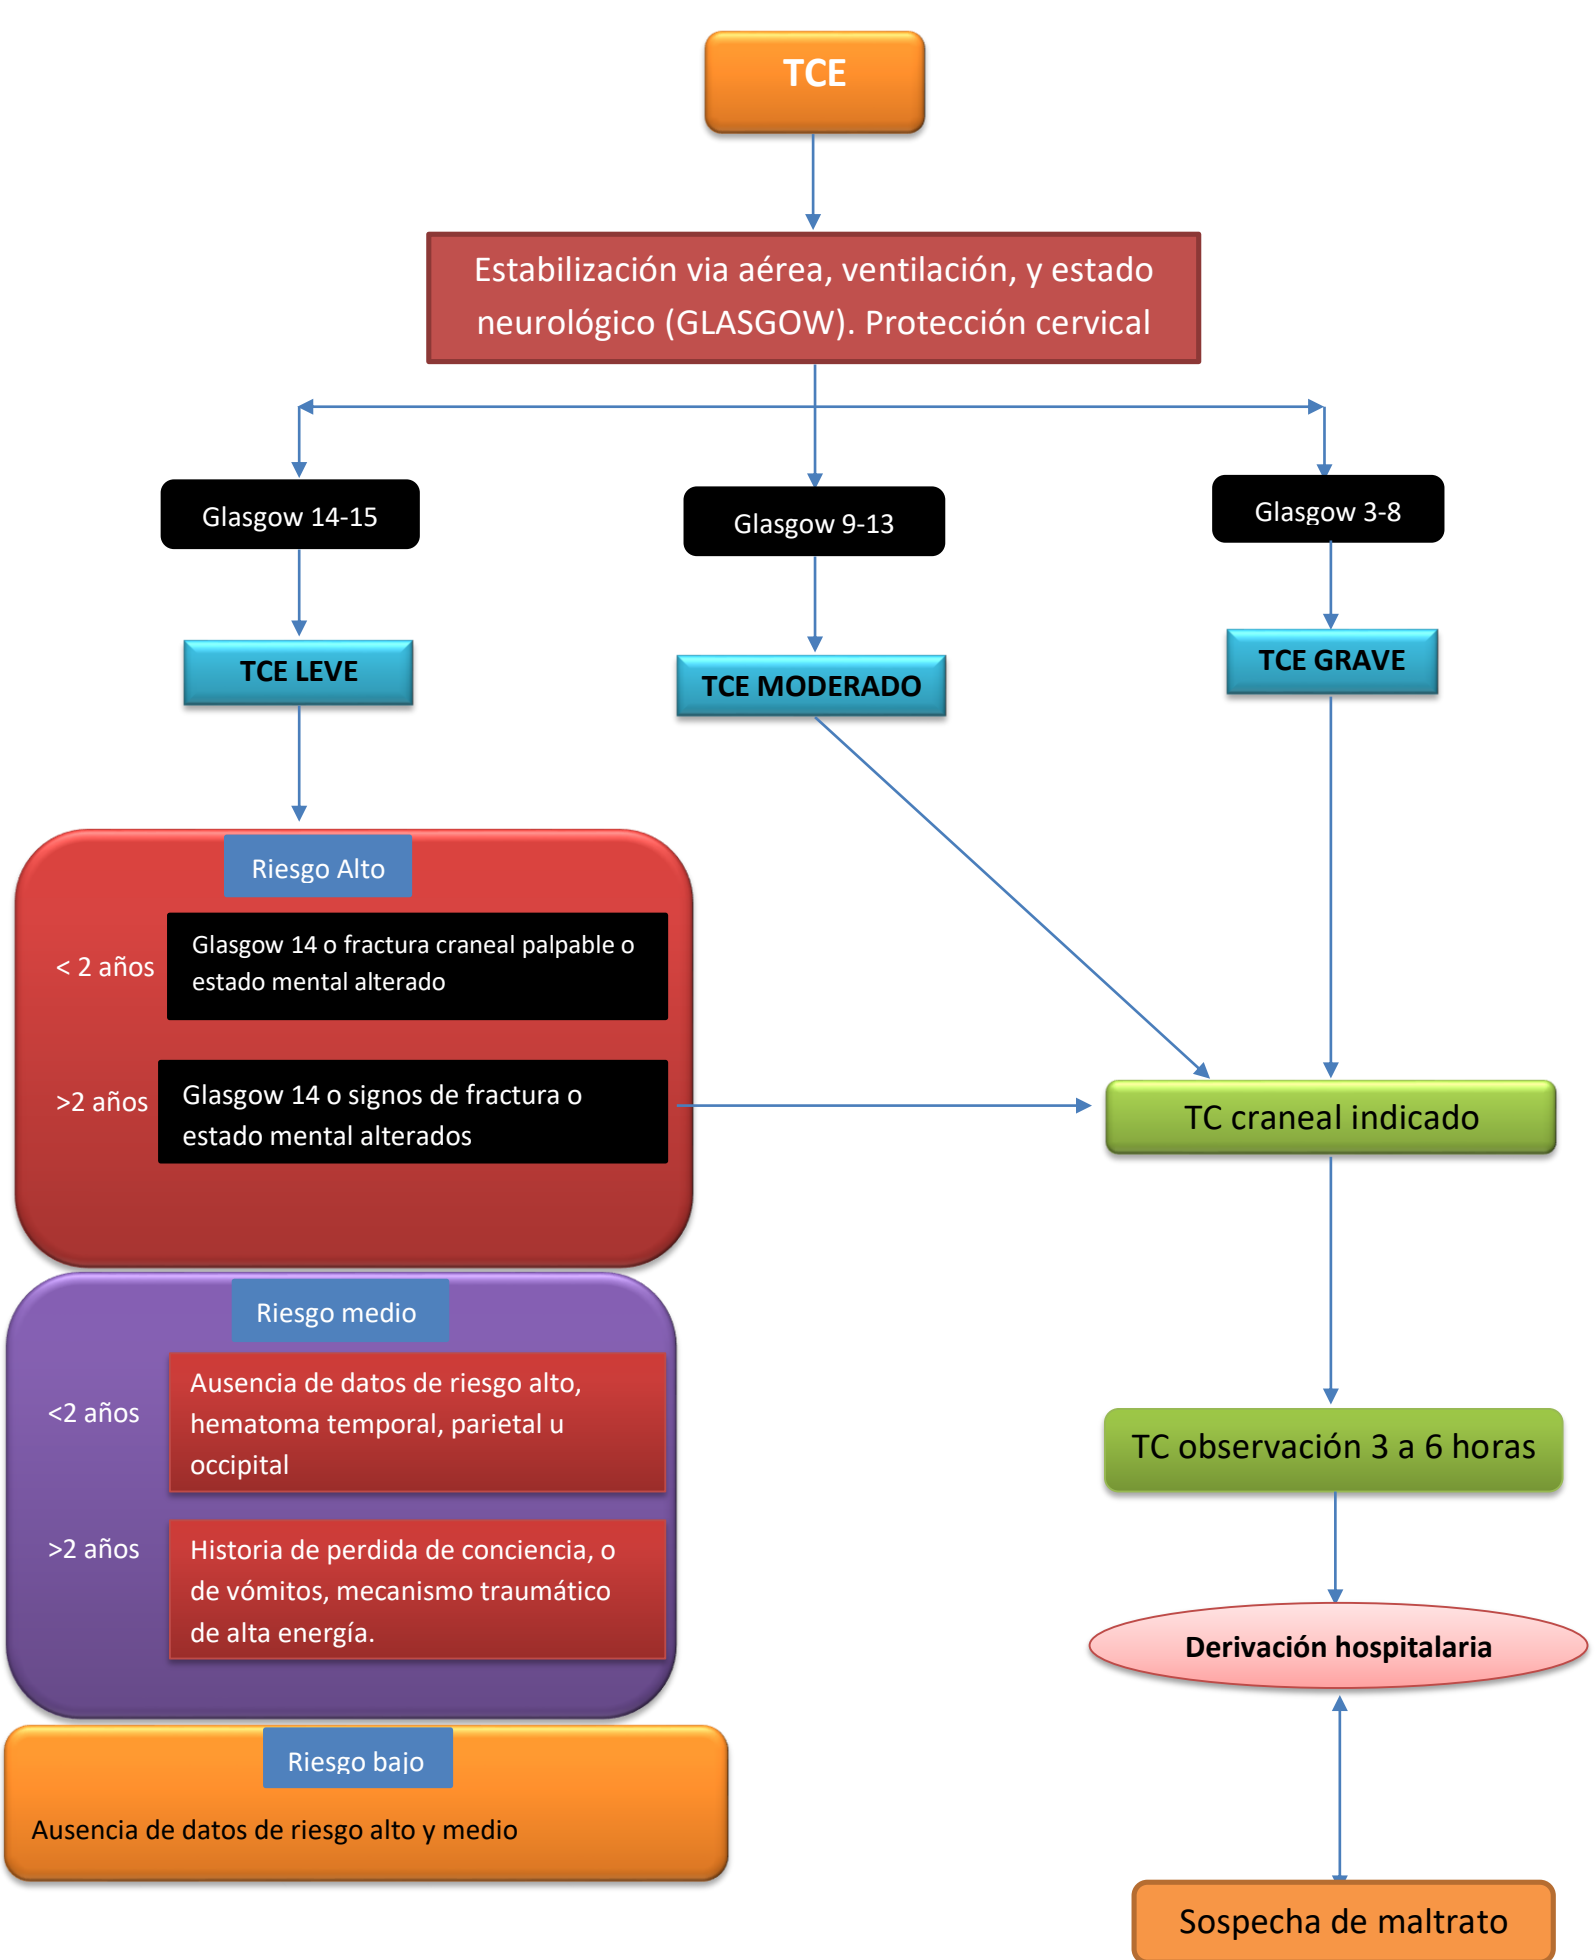 TCE
Estabilización via aérea, ventilación, y estado
neurológico (GLASGOW). Protección cervical
Glasgow 14-15
Glasgow 9-13
Glasgow 3-8
TCE LEVE
TCE MODERADO
TCE GRAVE
Riesgo Alto
< 2 años
Glasgow 14 o fractura craneal palpable o
estado mental alterado
>2 años
Glasgow 14 o signos de fractura o
estado mental alterados
TC craneal indicado
Riesgo medio
<2 años
Ausencia de datos de riesgo alto,
hematoma temporal, parietal u
occipital
>2 años
Historia de perdida de conciencia, o
de vómitos, mecanismo traumático
de alta energía.
TC observación 3 a 6 horas
Derivación hospitalaria
Riesgo bajo
Ausencia de datos de riesgo alto y medio
Sospecha de maltrato